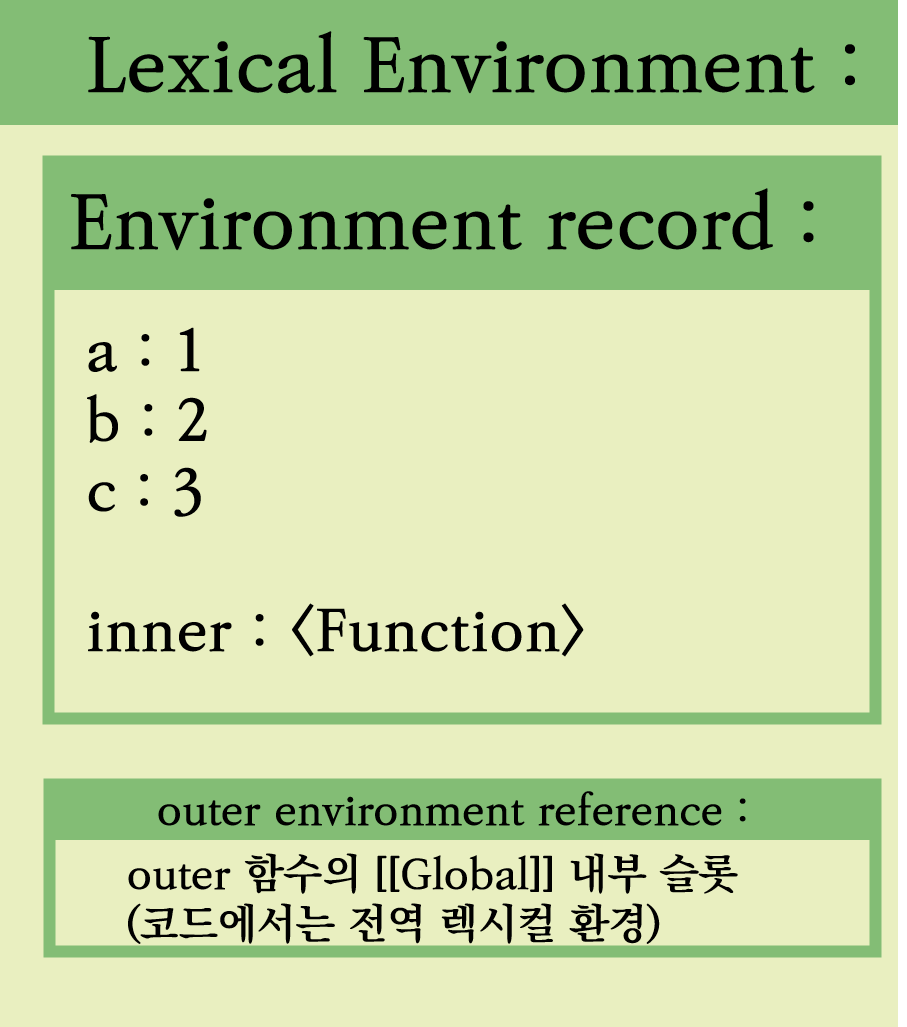 Lexical Environment :
Environment record :
a : 1
b : 2
c : 3
inner : 〈Function〉
outer environment reference :
outer 함수의 [[Global]] 내부 슬롯
(코드에서는 전역 렉시컬 환경)